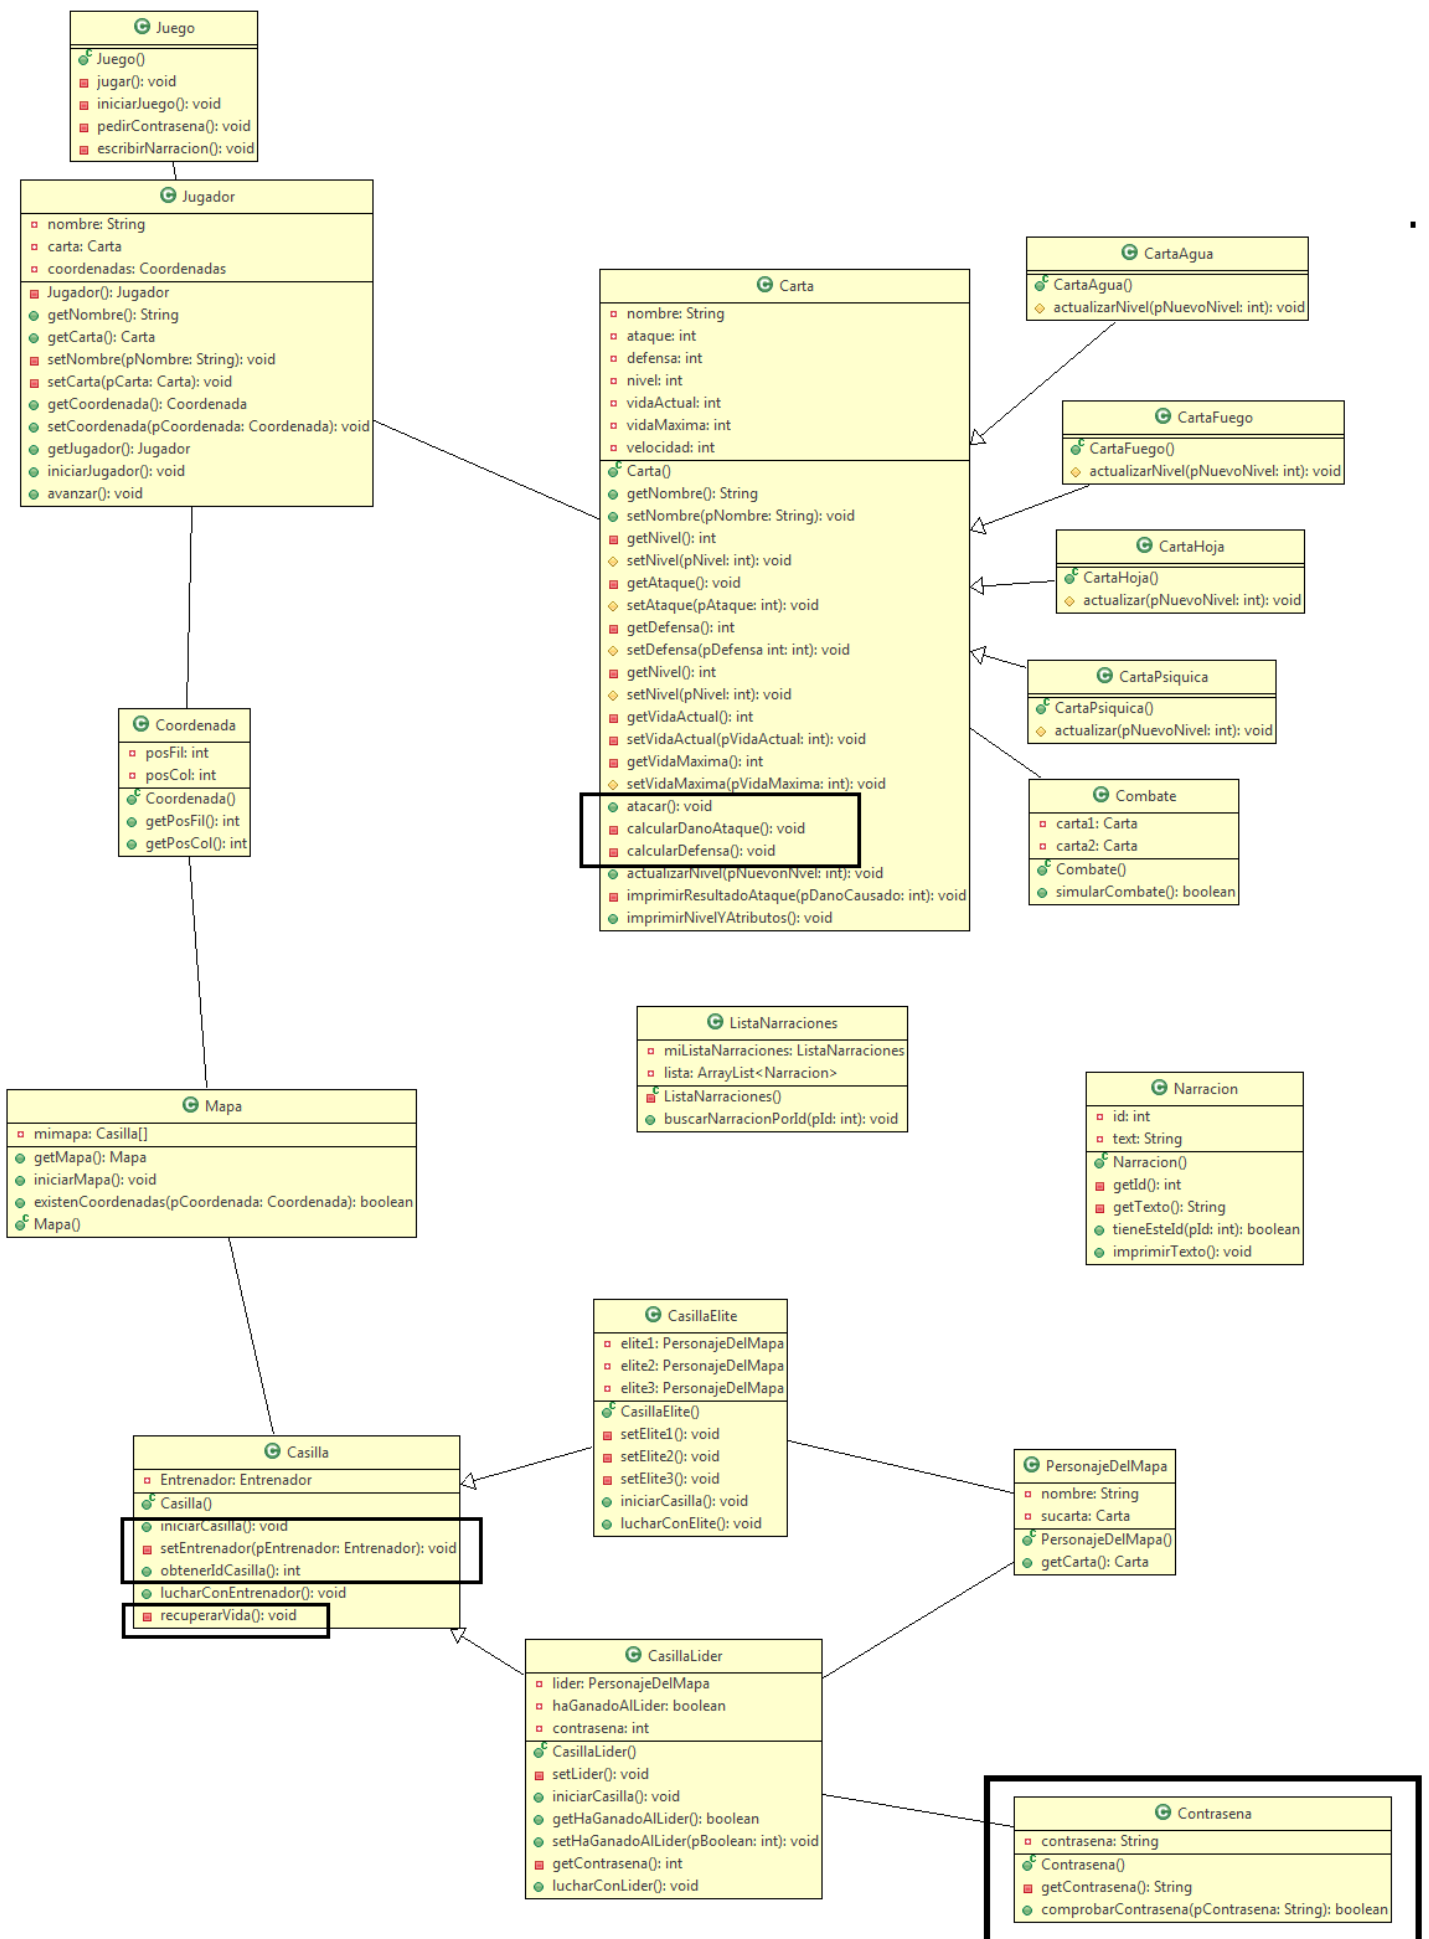 Juego
Juego()
jugar(): void
iniciarJuego(): void
pedirContrasena(): void
escribirNarracion(): void
Jugador
nombre: String
carta: Carta
coordenadas: Coordenadas
Jugador(): Jugador
getNombre(): String
getCarta(): Carta
setNombre(pNombre: String): void
setCarta(pCarta: Carta): void
getCoordenada(): Coordenada
setCoordenada(pCoordenada: Coordenada): void
getJugador(): Jugador
iniciarJugador(): void
avanzar(): void
Carta
nombre: String
ataque: int
defensa: int
nivel: int
vidaActual: int
vidaMaxima: int
velocidad: int
Carta()
getNombre(): String
setNombre(pNombre: String): void
getNivel(): int
setNivel(pNivel: int): void
getAtaque(): void
setAtaque(pAtaque: int): void
getDefensa(): int
setDefensa(pDefensa int: int): void
getNivel(): int
setNivel(pNivel: int): void
getVidaActual(): int
setVidaActual(pVidaActual: int): void
getVidaMaxima(): int
setVidaMaxima(pVidaMaxima: int): void
atacar(): void
calcularDanoAtaque(): void
calcularDefensa(): void
actualizarNivel(pNuevonNvel: int): void
imprimirResultadoAtaque(pDanoCausado: int): void
imprimirNivelYAtributos(): void
CartaAgua
CartaAgua()
actualizarNivel(pNuevoNivel: int): void
CartaFuego
CartaFuego()
actualizarNivel(pNuevoNivel: int): void
CartaHoja
CartaHoja()
actualizar(pNuevoNivel: int): void
CartaPsiquica
CartaPsiquica()
actualizar(pNuevoNivel: int): void
Combate
carta1: Carta
carta2: Carta
Combate()
simularCombate(): boolean
Coordenada
posFil: int
posCol: int
Coordenada()
getPosFil(): int
getPosCol(): int
ListaNarraciones
miListaNarraciones: ListaNarraciones
lista: ArrayList<Narracion>
ListaNarraciones()
buscarNarracionPorId(pId: int): void
Narracion
id: int
text: String
Narracion()
getId(): int
getTexto(): String
tieneEsteId(pId: int): boolean
imprimirTexto(): void
Mapa
mimapa: Casilla[]
getMapa(): Mapa
iniciarMapa(): void
existenCoordenadas(pCoordenada: Coordenada): boolean
Mapa()
CasillaElite
elite1: PersonajeDelMapa
elite2: PersonajeDelMapa
elite3: PersonajeDelMapa
CasillaElite()
setElite1(): void
setElite2(): void
setElite3(): void
iniciarCasilla(): void
lucharConElite(): void
Casilla
Entrenador: Entrenador
Casilla()
iniciarCasilla(): void
setEntrenador(pEntrenador: Entrenador): void
obtenerIdCasilla(): int
lucharConEntrenador(): void
recuperarVida(): void
PersonajeDelMapa
nombre: String
sucarta: Carta
PersonajeDelMapa()
getCarta(): Carta
CasillaLider
lider: PersonajeDelMapa
haGanadoAlLider: boolean
contrasena: int
CasillaLider()
setLider(): void
iniciarCasilla(): void
getHaGanadoAlLider(): boolean
setHaGanadoAlLider(pBoolean: int): void
getContrasena(): int
lucharConLider(): void
Contrasena
contrasena: String
Contrasena()
getContrasena(): String
comprobarContrasena(pContrasena: String): boolean